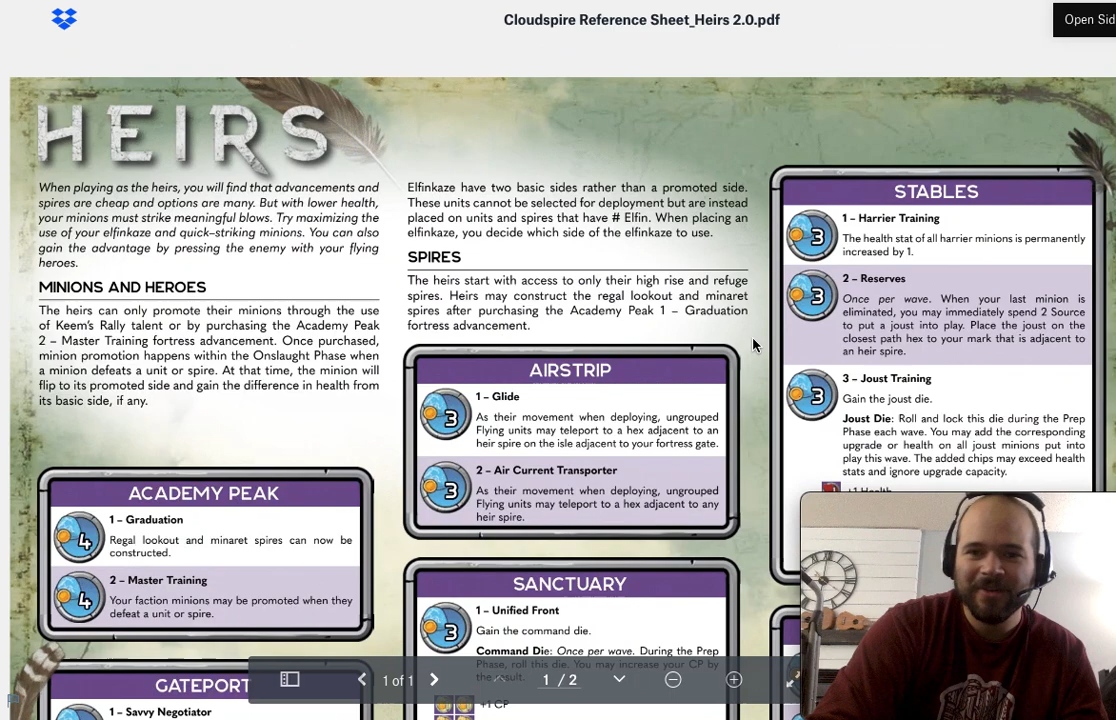 Cloudspire Reference Sheet_Heirs 2.0.pdf
Open Sid
HEIRS
When playing as the heirs, you will find that advancements and
spires are cheap and options are many. But with lower health,
your minions must strike meaningful blows. Try maximizing the
use of your elfinkaze and quick–striking minions. You can also
gain the advantage by pressing the enemy with your flying
heroes.
MINIONS AND HEROES
The heirs can only promote their minions through the use
of Keem's Rally talent or by purchasing the Academy Peak
2 – Master Training fortress advancement. Once purchased,
minion promotion happens within the Onslaught Phase when
a minion defeats a unit or spire. At that time, the minion will
flip to its promoted side and gain the difference in health from
its basic side, if any.
ACADEMY PEAK
4
1 – Graduation
Regal lookout and minaret spires can now be
constructed.
4
2 – Master Training
Your faction minions may be promoted when they
defeat a unit or spire.
GATEPORT
1 – Savvy Negotiator
Elfinkaze have two basic sides rather than a promoted side.
These units cannot be selected for deployment but are instead
placed on units and spires that have # Elfin. When placing an
elfinkaze, you decide which side of the elfinkaze to use.
SPIRES
The heirs start with access to only their high rise and refuge
spires. Heirs may construct the regal lookout and minaret
spires after purchasing the Academy Peak 1 – Graduation
fortress advancement.
AIRSTRIP
3
1 – Glide
As their movement when deploying, ungrouped
Flying units may teleport to a hex adjacent to an
heir spire on the isle adjacent to your fortress gate.
3
2 – Air Current Transporter
As their movement when deploying, ungrouped
Flying units may teleport to a hex adjacent to any
heir spire.
SANCTUARY
3
1 – Unified Front
Gain the command die.
Command Die: Once per wave. During the Prep
Phase, roll this die. You may increase your CP by
the result.
+1 CP
STABLES
3
1 – Harrier Training
The health stat of all harrier minions is permanently
increased by 1.
3
2 – Reserves
Once per wave. When your last minion is
eliminated, you may immediately spend 2 Source
to put a joust into play. Place the joust on the
closest path hex to your mark that is adjacent to
an heir spire.
3
3 – Joust Training
Gain the joust die.
Joust Die: Roll and lock this die during the Prep
Phase each wave. You may add the corresponding
upgrade or health on all joust minions put into
play this wave. The added chips may exceed health
stats and ignore upgrade capacity.
+1 Health
1 of 1
1 / 2